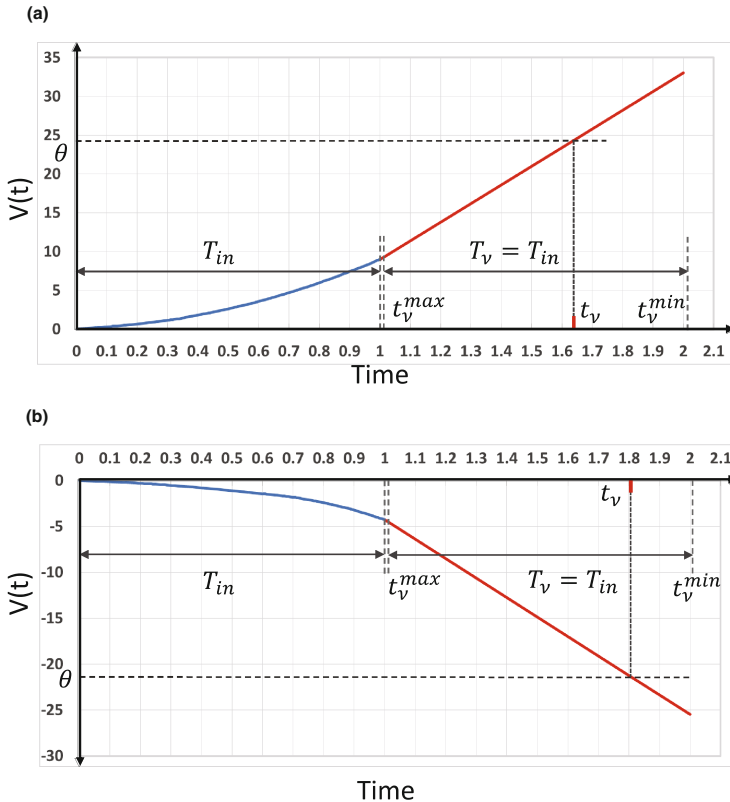 (a)
35
30
25
θ
20
15
10
5
0
V(t)
T_in
T_ν = T_in
t_ν^max
t_ν
t_ν^min
0 0.1 0.2 0.3 0.4 0.5 0.6 0.7 0.8 0.9 1 1.1 1.2 1.3 1.4 1.5 1.6 1.7 1.8 1.9 2 2.1
Time
(b)
0 0.1 0.2 0.3 0.4 0.5 0.6 0.7 0.8 0.9 1 1.1 1.2 1.3 1.4 1.5 1.6 1.7 1.8 1.9 2 2.1
0
-5
-10
-15
-20
θ
-25
-30
V(t)
t_ν
T_in
t_ν^max
T_ν = T_in
t_ν^min
Time